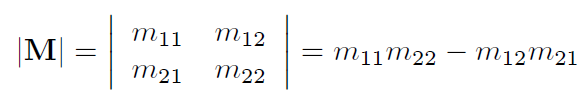 |M| = | m₁₁ m₁₂ | = m₁₁m₂₂ − m₁₂m₂₁
| m₂₁ m₂₂ |